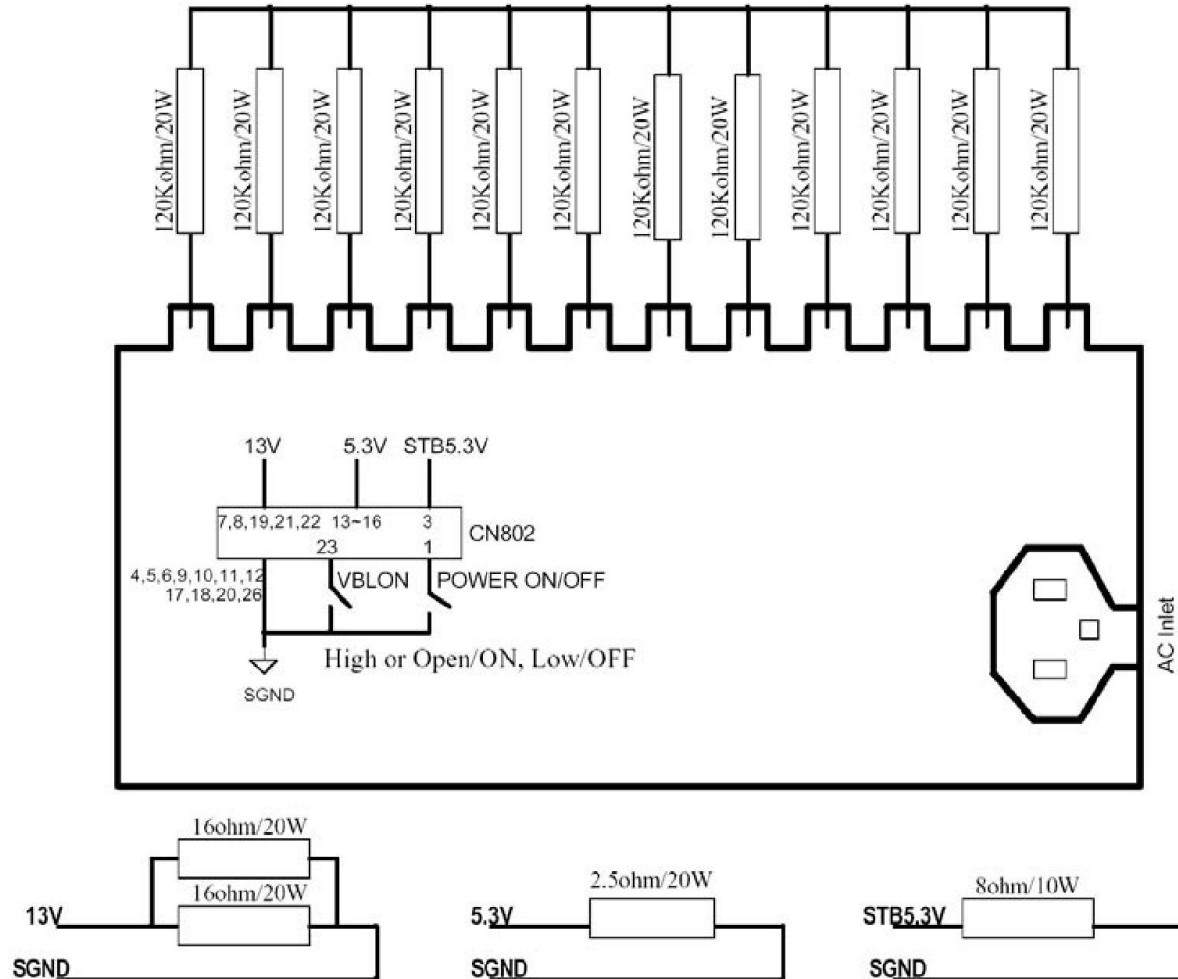 120Kohm/20W
120Kohm/20W
120Kohm/20W
120Kohm/20W
120Kohm/20W
120Kohm/20W
120Kohm/20W
120Kohm/20W
120Kohm/20W
120Kohm/20W
120Kohm/20W
120Kohm/20W
13V 5.3V STB5.3V
7,8,19,21,22 13~16 3
CN802
23 1
4,5,6,9,10,11,12
17,18,20,26
VBLON POWER ON/OFF
High or Open/ON, Low/OFF
SGND
AC Inlet
16ohm/20W
16ohm/20W
13V
SGND
2.5ohm/20W
5.3V
SGND
8ohm/10W
STB5.3V
SGND